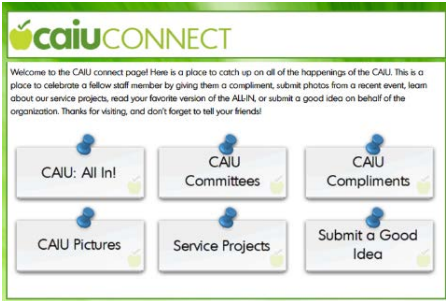 caiuCONNECT
Welcome to the CAIU connect page! Here is a place to catch up on all of the happenings of the CAIU. This is a
place to celebrate a fellow staff member by giving them a compliment, submit photos from a recent event, learn
about our service projects, read your favorite version of the ALL-IN, or submit a good idea on behalf of the
organization. Thanks for visiting, and don't forget to tell your friends!
CAIU: All In!
CAIU
Committees
CAIU
Compliments
CAIU Pictures
Service Projects
Submit a Good
Idea